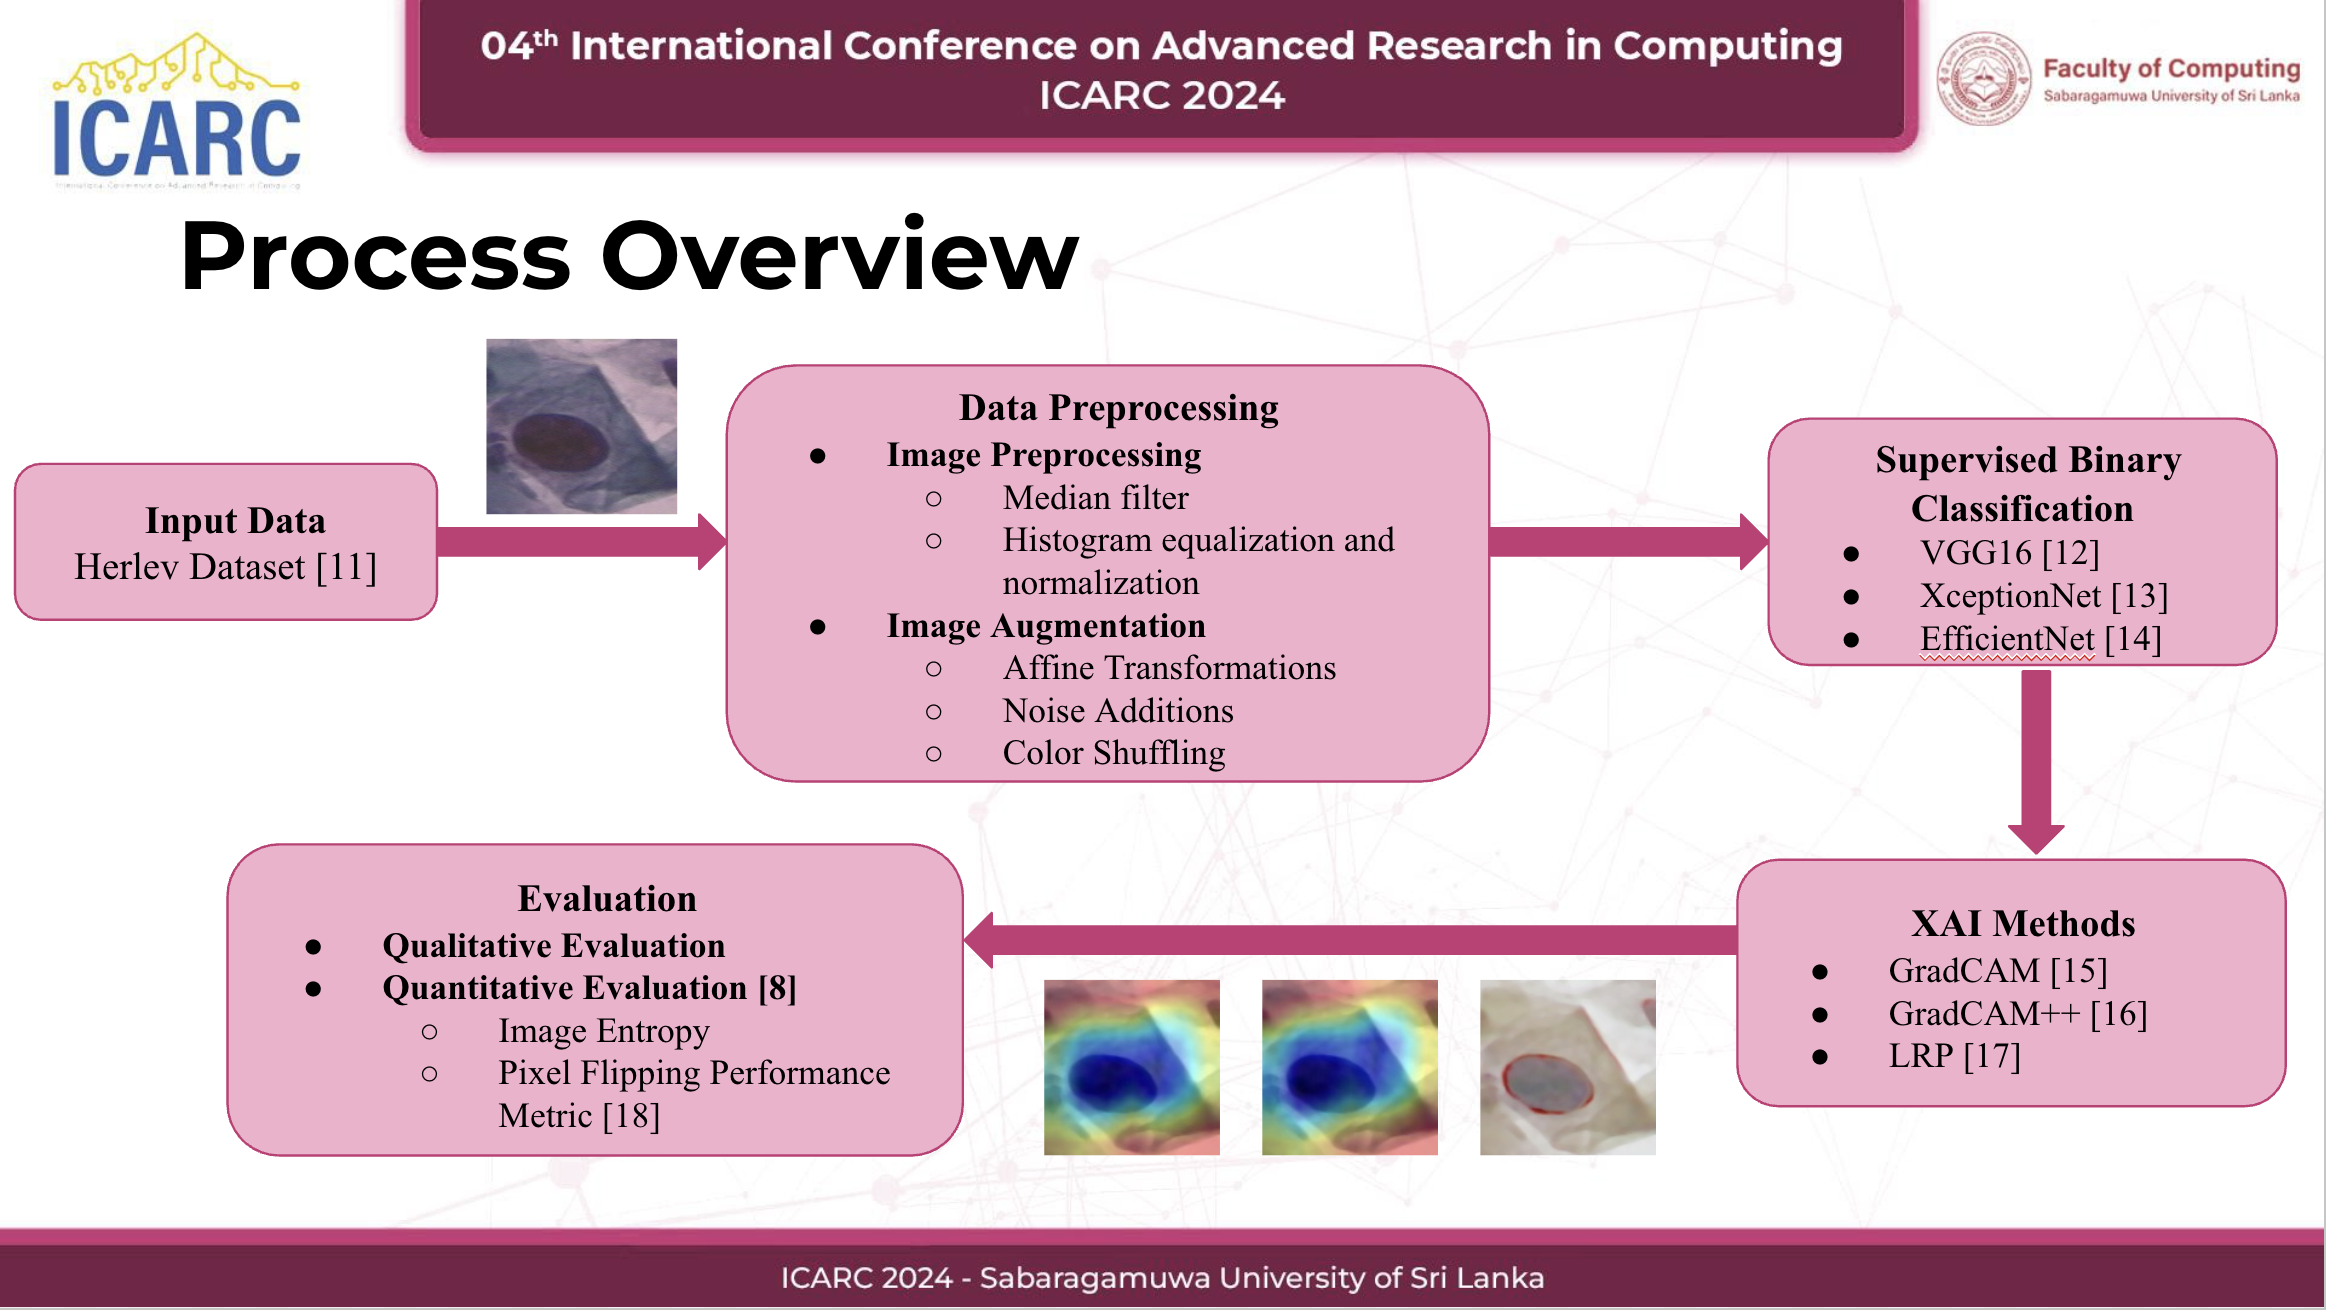 04th International Conference on Advanced Research in Computing
ICARC 2024
ICARC
International Conference on Advanced Research in Computing
Faculty of Computing
Sabaragamuwa University of Sri Lanka
Process Overview
Input Data
Herlev Dataset [11]
Data Preprocessing
● Image Preprocessing
○ Median filter
○ Histogram equalization and
normalization
● Image Augmentation
○ Affine Transformations
○ Noise Additions
○ Color Shuffling
Supervised Binary
Classification
● VGG16 [12]
● XceptionNet [13]
● EfficientNet [14]
XAI Methods
● GradCAM [15]
● GradCAM++ [16]
● LRP [17]
Evaluation
● Qualitative Evaluation
● Quantitative Evaluation [8]
○ Image Entropy
○ Pixel Flipping Performance
Metric [18]
ICARC 2024 - Sabaragamuwa University of Sri Lanka